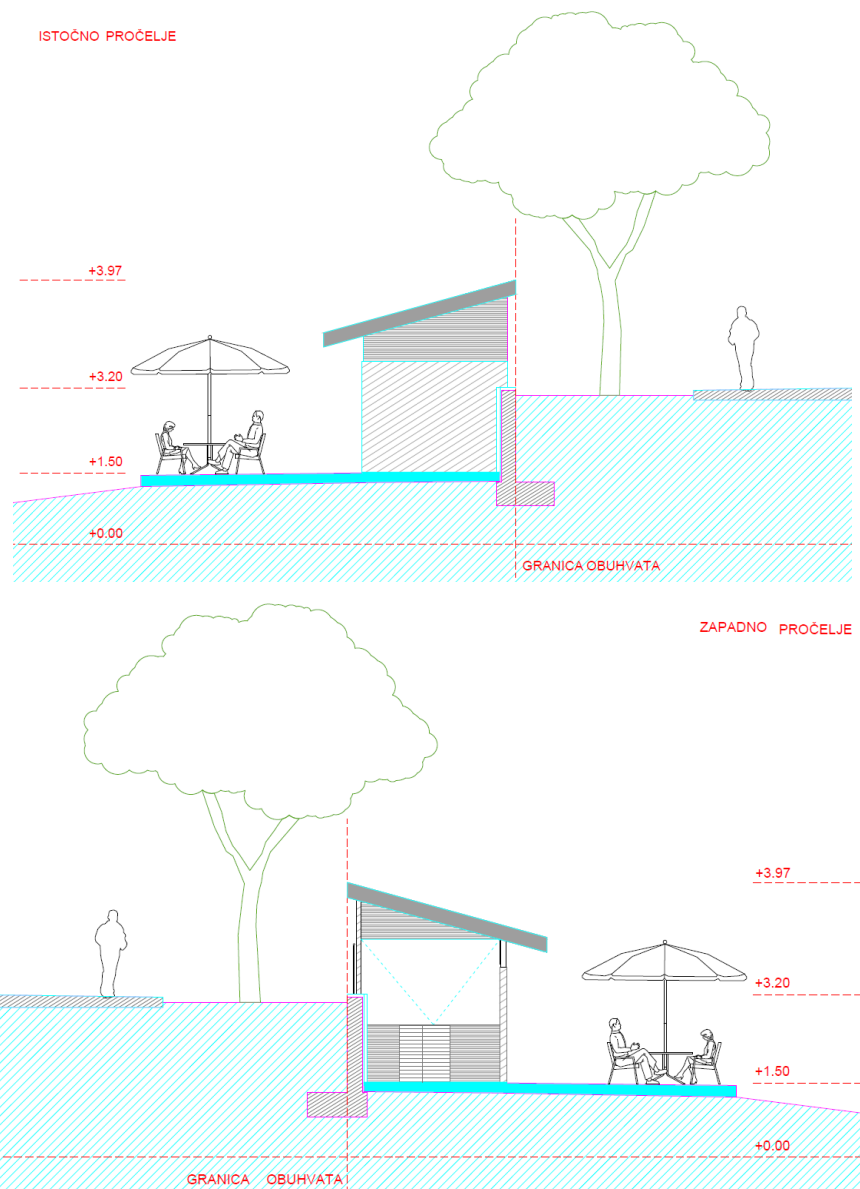 ISTOČNO PROČELJE
+3.97
+3.20
+1.50
+0.00
GRANICA OBUHVATA
ZAPADNO PROČELJE
+3.97
+3.20
+1.50
+0.00
GRANICA OBUHVATA